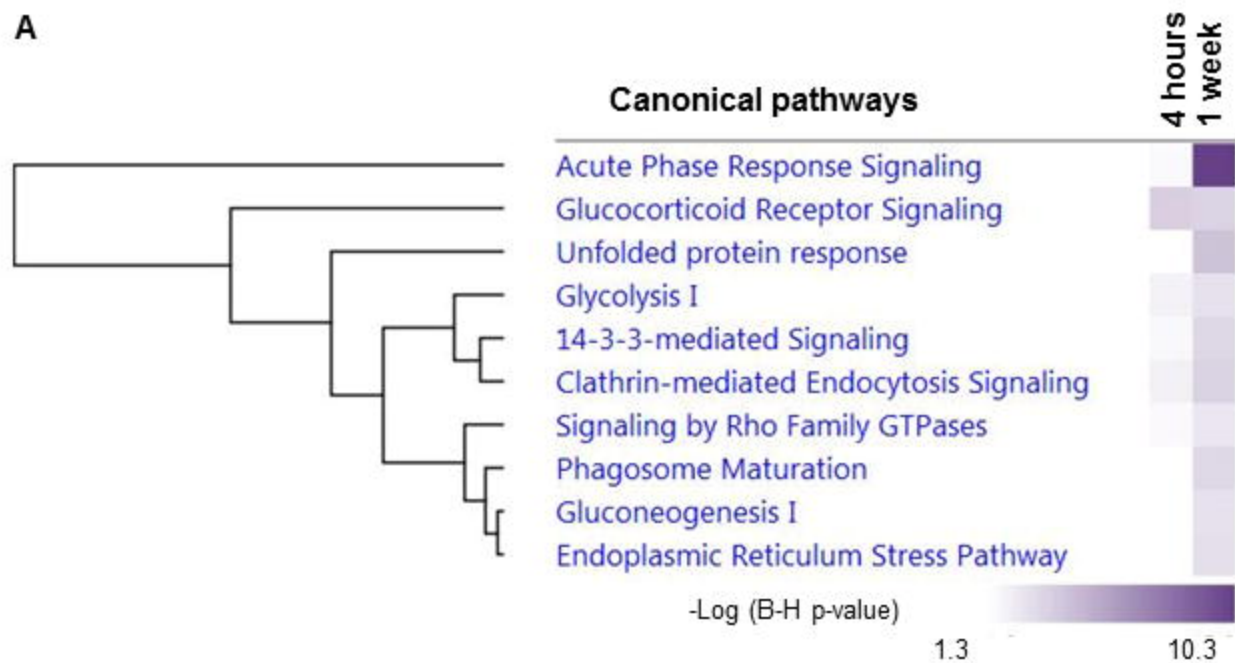 A
4 hours
1 week
Canonical pathways
Acute Phase Response Signaling
Glucocorticoid Receptor Signaling
Unfolded protein response
Glycolysis I
14-3-3-mediated Signaling
Clathrin-mediated Endocytosis Signaling
Signaling by Rho Family GTPases
Phagosome Maturation
Gluconeogenesis I
Endoplasmic Reticulum Stress Pathway
-Log (B-H p-value)
1.3 10.3